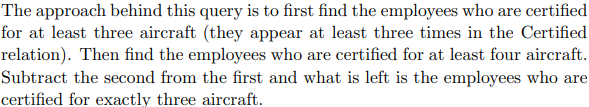 The approach behind this query is to first find the employees who are certified
for at least three aircraft (they appear at least three times in the Certified
relation). Then find the employees who are certified for at least four aircraft.
Subtract the second from the first and what is left is the employees who are
certified for exactly three aircraft.